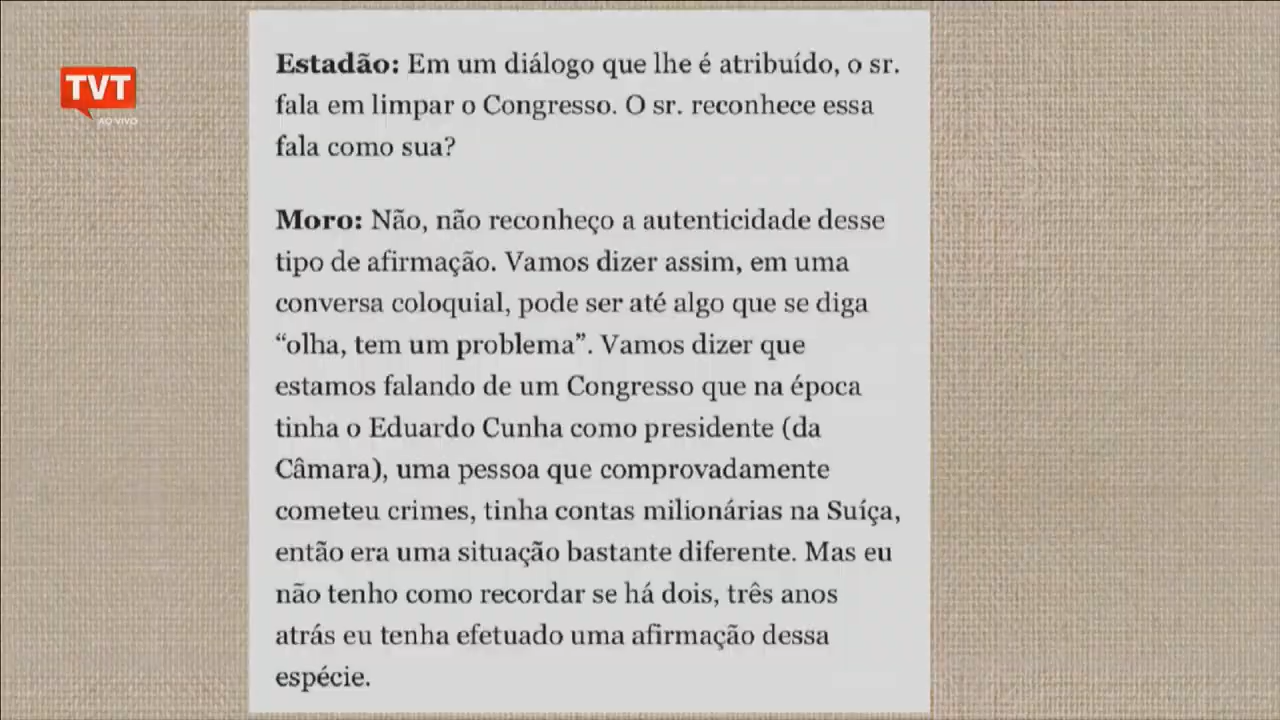 TVT
AO VIVO
Estadão: Em um diálogo que lhe é atribuído, o sr.
fala em limpar o Congresso. O sr. reconhece essa
fala como sua?
Moro: Não, não reconheço a autenticidade desse
tipo de afirmação. Vamos dizer assim, em uma
conversa coloquial, pode ser até algo que se diga
“olha, tem um problema”. Vamos dizer que
estamos falando de um Congresso que na época
tinha o Eduardo Cunha como presidente (da
Câmara), uma pessoa que comprovadamente
cometeu crimes, tinha contas milionárias na Suíça,
então era uma situação bastante diferente. Mas eu
não tenho como recordar se há dois, três anos
atrás eu tenha efetuado uma afirmação dessa
espécie.